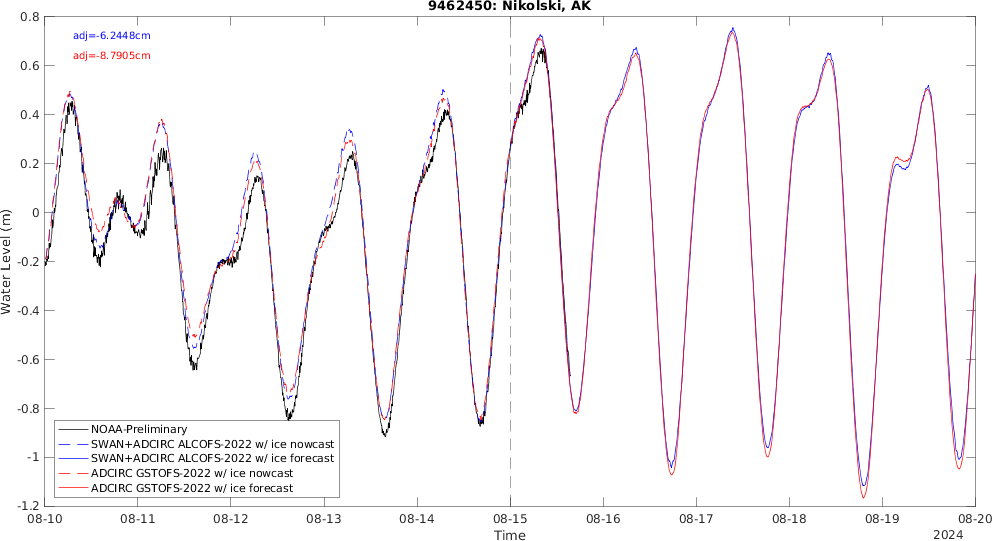 9462450: Nikolski, AK
adj=-6.2448cm
adj=-8.7905cm
Water Level (m)
0.8
0.6
0.4
0.2
0
-0.2
-0.4
-0.6
-0.8
-1
-1.2
NOAA-Preliminary
SWAN+ADCIRC ALCOFS-2022 w/ ice nowcast
SWAN+ADCIRC ALCOFS-2022 w/ ice forecast
ADCIRC GSTOFS-2022 w/ ice nowcast
ADCIRC GSTOFS-2022 w/ ice forecast
08-10 08-11 08-12 08-13 08-14 08-15 08-16 08-17 08-18 08-19 08-20
Time
2024